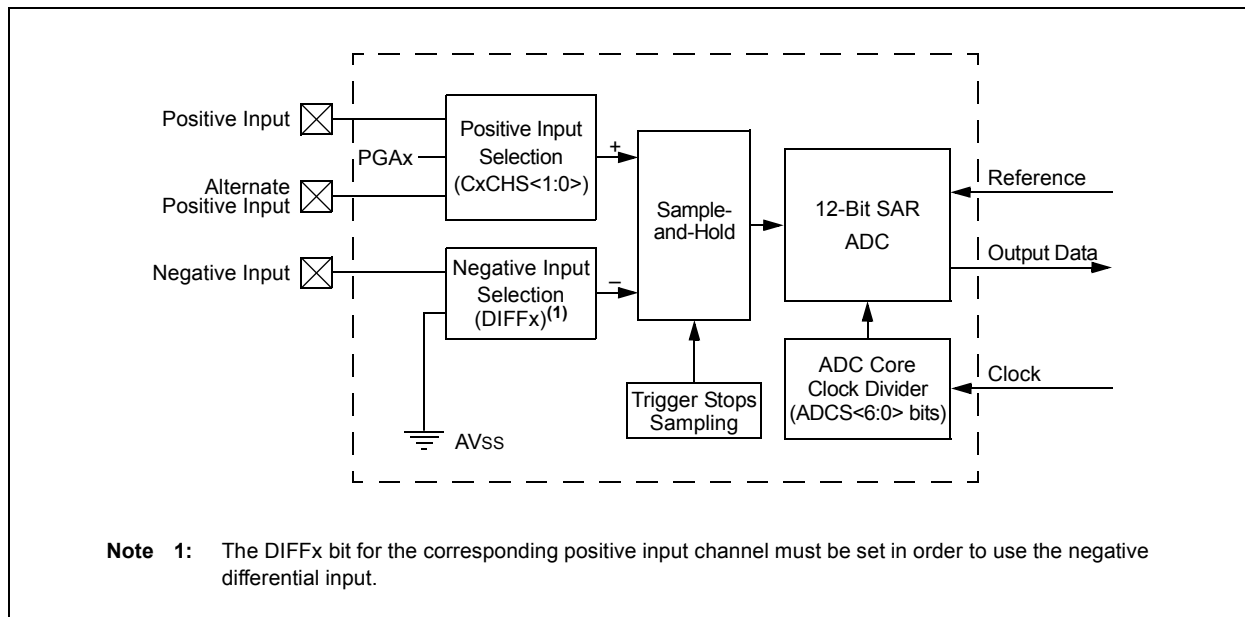 Positive Input
PGAx
Alternate
Positive Input
Negative Input
Positive Input
Selection
(CxCHS<1:0>)
+
Negative Input
Selection
(DIFFx)(1)
–
AVSS
Sample-
and-Hold
Trigger Stops
Sampling
12-Bit SAR
ADC
ADC Core
Clock Divider
(ADCS<6:0> bits)
Reference
Output Data
Clock
Note 1: The DIFFx bit for the corresponding positive input channel must be set in order to use the negative
differential input.